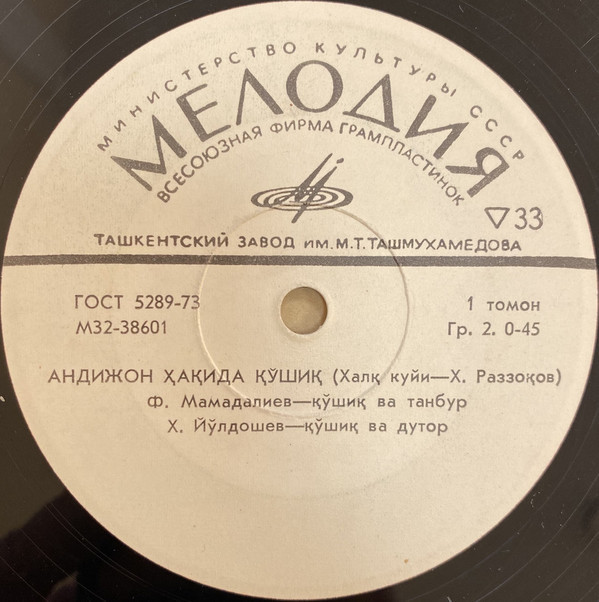 МИНИСТЕРСТВО КУЛЬТУРЫ СССР
МЕЛОДИЯ
ВСЕСОЮЗНАЯ ФИРМА ГРАМПЛАСТИНОК
▽33
ТАШКЕНТСКИЙ ЗАВОД ИМ. М.Т.ТАШМУХАМЕДОВА
ГОСТ 5289-73
1 томон
М32-38601
Гр. 2. 0-45
АНДИЖОН ҲАҚИДА ҚЎШИҚ (Халқ куйи—Х. Раззоқов)
Ф. Мамадалиев—қўшиқ ва танбур
Х. Йўлдошев—қўшиқ ва дутор